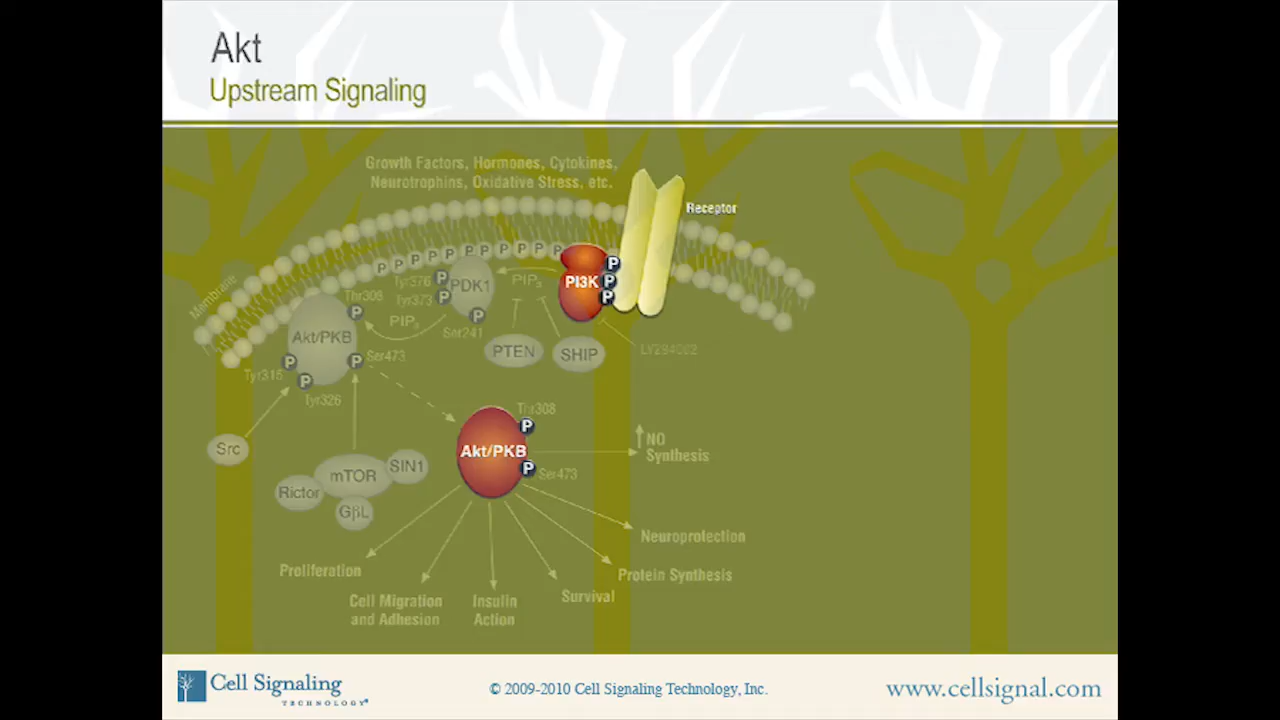 Akt
Upstream Signaling
Growth Factors, Hormones, Cytokines,
Neurotrophins, Oxidative Stress, etc.
Receptor
Membrane
P P P P P P P P P P P
PI3K
P
P
P
PIP₃
PDK1
Tyr376
P
Tyr373
P
Ser241
P
PIP₃
Thr308
P
Akt/PKB
Ser473
P
Tyr315
P
Tyr326
P
PTEN
SHIP
LY294002
Src
mTOR
SIN1
Rictor
GβL
Thr308
P
Akt/PKB
P
Ser473
NO
Synthesis
Neuroprotection
Protein Synthesis
Survival
Insulin
Action
Cell Migration
and Adhesion
Proliferation
Cell Signaling
TECHNOLOGY®
© 2009-2010 Cell Signaling Technology, Inc.
www.cellsignal.com